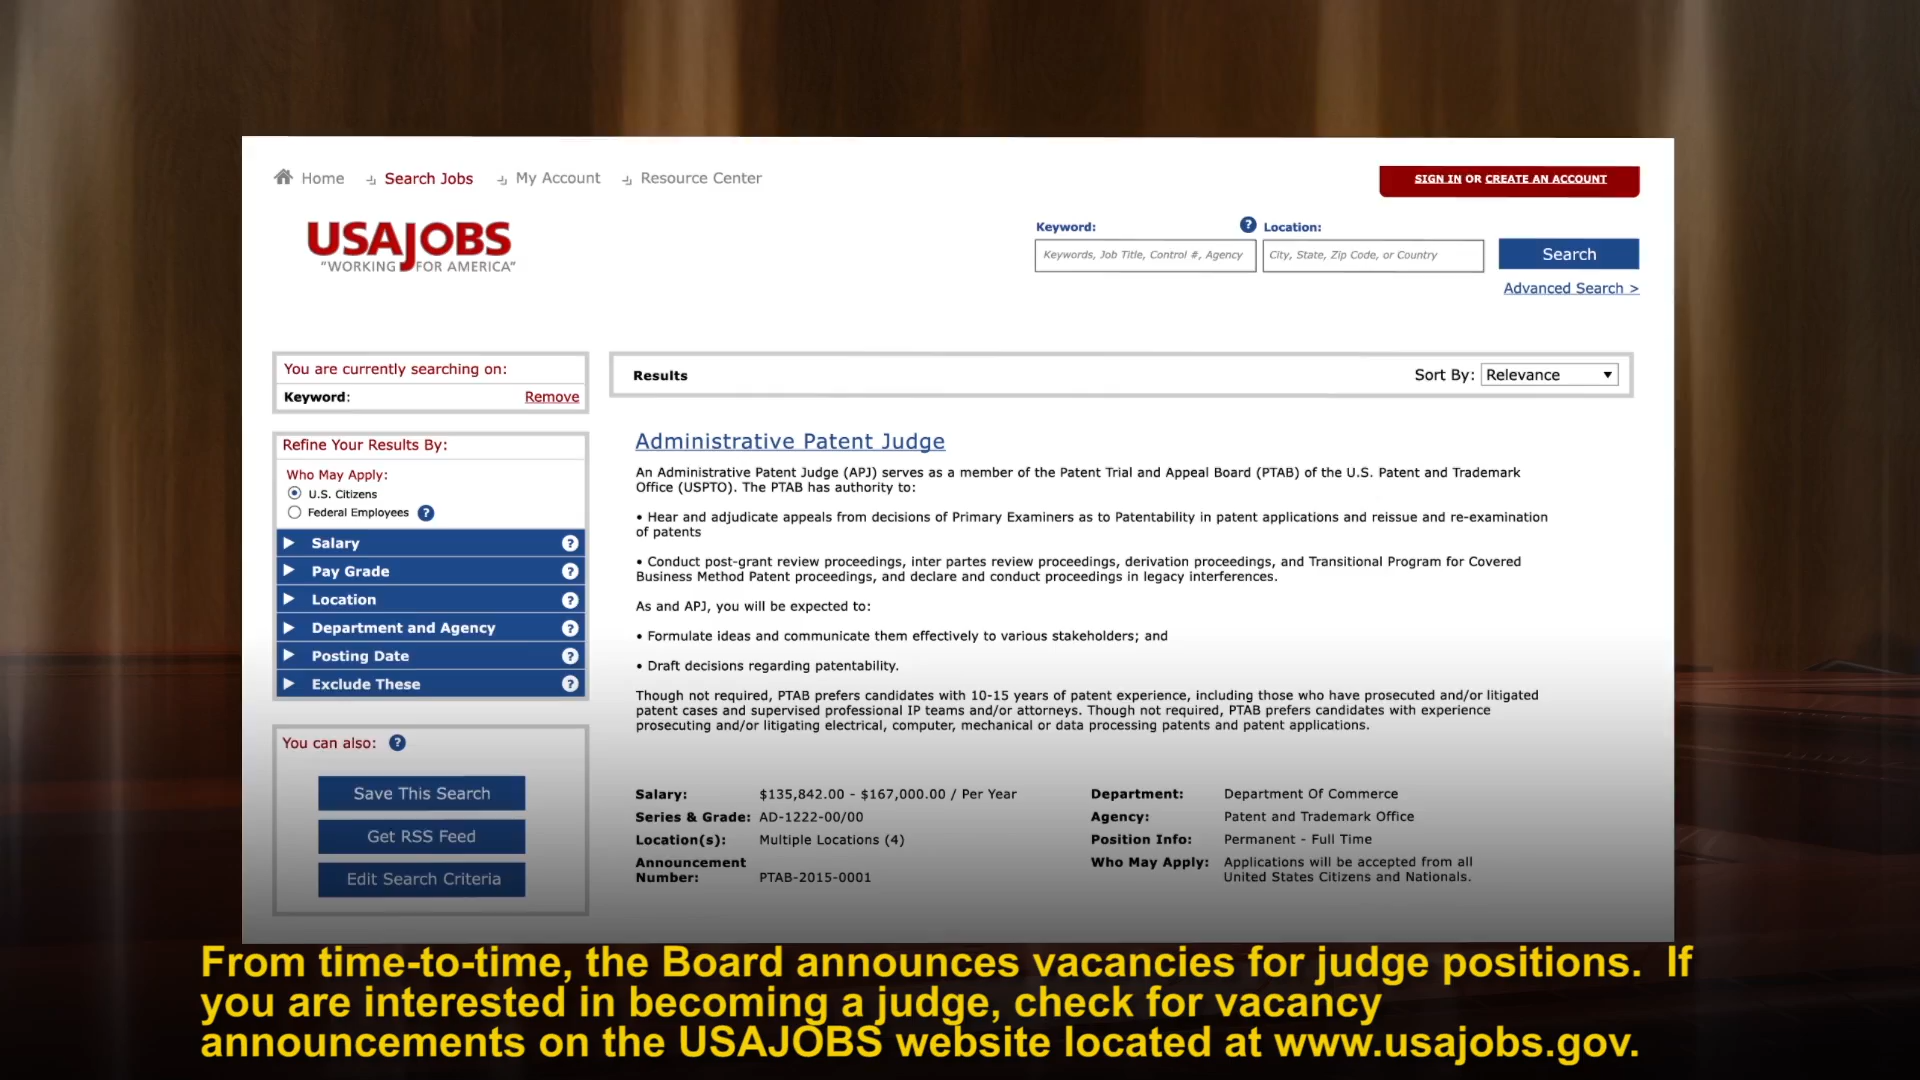 Home Search Jobs My Account Resource Center
SIGN IN OR CREATE AN ACCOUNT
USAJOBS
"WORKING FOR AMERICA"
Keyword: ? Location:
Keywords, Job Title, Control #, Agency City, State, Zip Code, or Country Search
Advanced Search >
You are currently searching on:
Keyword: Remove
Refine Your Results By:
Who May Apply:
U.S. Citizens
Federal Employees ?
Salary ?
Pay Grade ?
Location ?
Department and Agency ?
Posting Date ?
Exclude These ?
You can also: ?
Save This Search
Get RSS Feed
Edit Search Criteria
Results Sort By: Relevance
Administrative Patent Judge
An Administrative Patent Judge (APJ) serves as a member of the Patent Trial and Appeal Board (PTAB) of the U.S. Patent and Trademark
Office (USPTO). The PTAB has authority to:
• Hear and adjudicate appeals from decisions of Primary Examiners as to Patentability in patent applications and reissue and re-examination
of patents
• Conduct post-grant review proceedings, inter partes review proceedings, derivation proceedings, and Transitional Program for Covered
Business Method Patent proceedings, and declare and conduct proceedings in legacy interferences.
As and APJ, you will be expected to:
• Formulate ideas and communicate them effectively to various stakeholders; and
• Draft decisions regarding patentability.
Though not required, PTAB prefers candidates with 10-15 years of patent experience, including those who have prosecuted and/or litigated
patent cases and supervised professional IP teams and/or attorneys. Though not required, PTAB prefers candidates with experience
prosecuting and/or litigating electrical, computer, mechanical or data processing patents and patent applications.
Salary: $135,842.00 - $167,000.00 / Per Year
Series & Grade: AD-1222-00/00
Location(s): Multiple Locations (4)
Announcement
Number: PTAB-2015-0001
Department: Department Of Commerce
Agency: Patent and Trademark Office
Position Info: Permanent - Full Time
Who May Apply: Applications will be accepted from all
United States Citizens and Nationals.
From time-to-time, the Board announces vacancies for judge positions. If
you are interested in becoming a judge, check for vacancy
announcements on the USAJOBS website located at www.usajobs.gov.